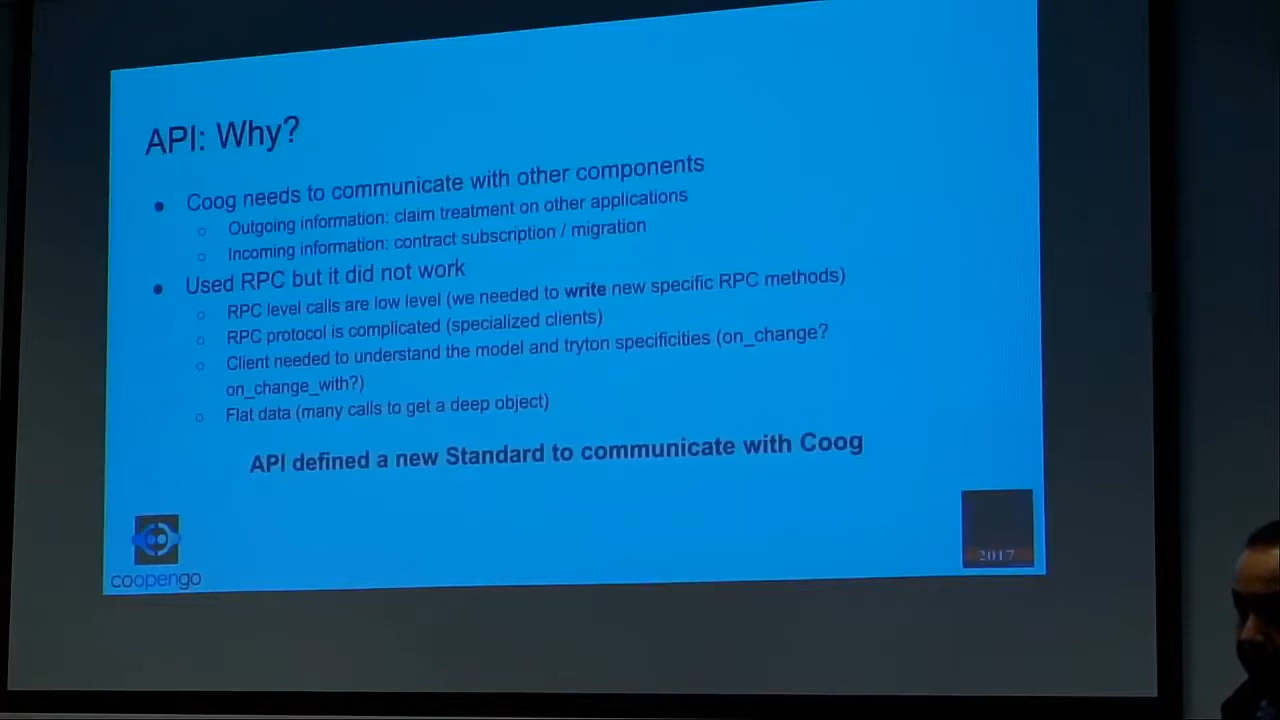 API: Why?
● Coog needs to communicate with other components
○ Outgoing information: claim treatment on other applications
○ Incoming information: contract subscription / migration
● Used RPC but it did not work
○ RPC level calls are low level (we needed to write new specific RPC methods)
○ RPC protocol is complicated (specialized clients)
○ Client needed to understand the model and tryton specificities (on_change?
on_change_with?)
○ Flat data (many calls to get a deep object)
API defined a new Standard to communicate with Coog
coopengo
2017